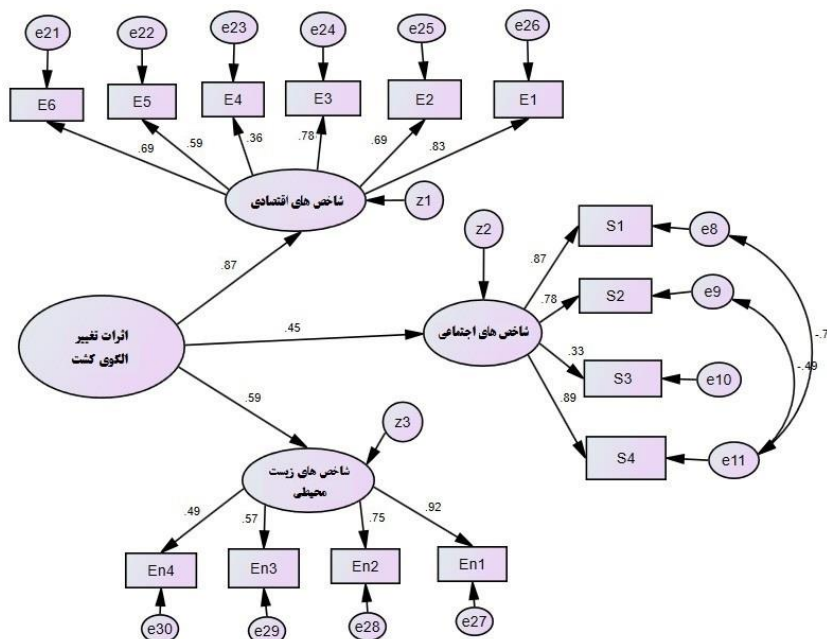 e21
e22
e23
e24
e25
e26
E6
E5
E4
E3
E2
E1
.69
.59
.36
.78
.69
.83
شاخص های اقتصادی
z1
z2
.87
S1
e8
.87
S2
e9
.78
اثرات تغییر
الگوی کشت
.45
شاخص های اجتماعی
.33
S3
e10
-.7
-.49
.89
S4
e11
.59
z3
شاخص های زیست
محیطی
.49
.57
.75
.92
En4
En3
En2
En1
e30
e29
e28
e27